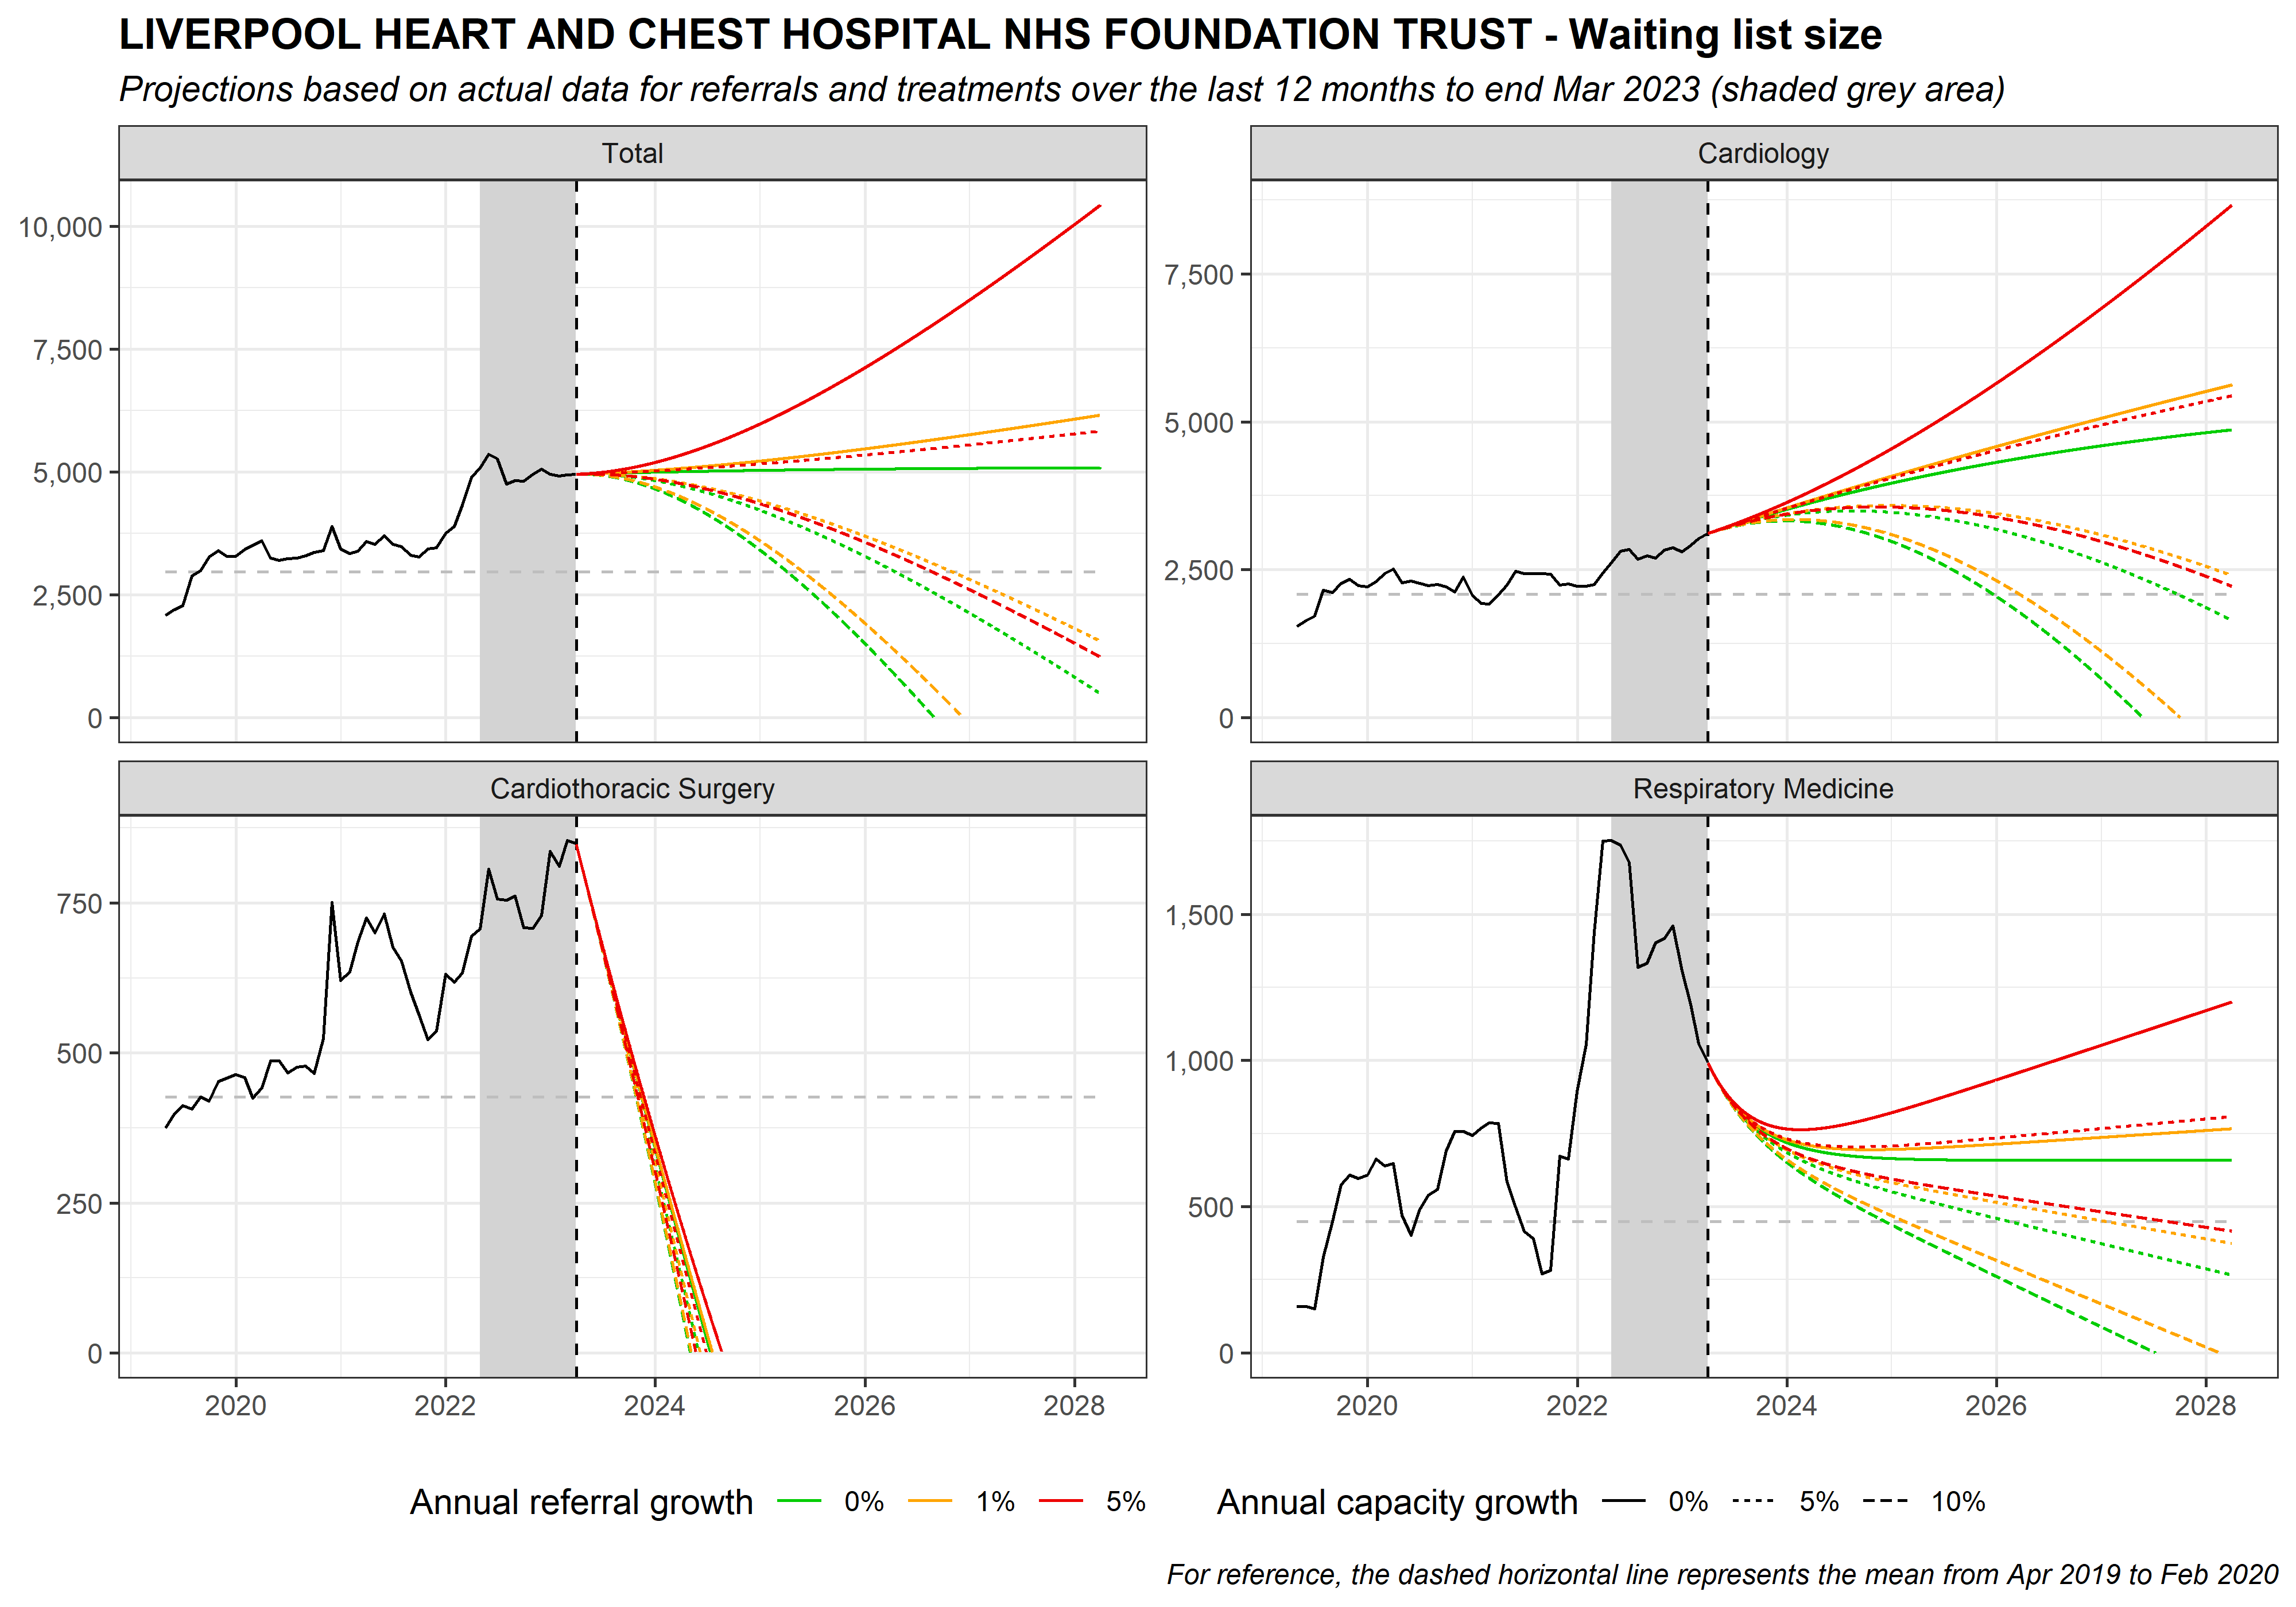 LIVERPOOL HEART AND CHEST HOSPITAL NHS FOUNDATION TRUST - Waiting list size
Projections based on actual data for referrals and treatments over the last 12 months to end Mar 2023 (shaded grey area)
Total
10,000
7,500
5,000
2,500
0
Cardiology
7,500
5,000
2,500
0
Cardiothoracic Surgery
750
500
250
0
2020 2022 2024 2026 2028
Respiratory Medicine
1,500
1,000
500
0
2020 2022 2024 2026 2028
Annual referral growth 0% 1% 5%
Annual capacity growth 0% 5% 10%
For reference, the dashed horizontal line represents the mean from Apr 2019 to Feb 2020